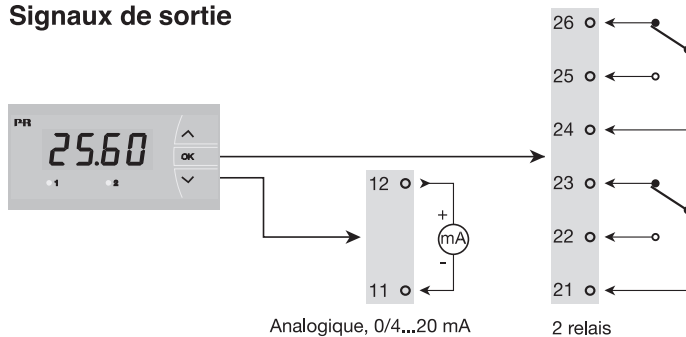 Signaux de sortie
PR
25.60
OK
1 2
26
25
24
23
22
21
12
+
mA
-
11
Analogique, 0/4...20 mA
2 relais